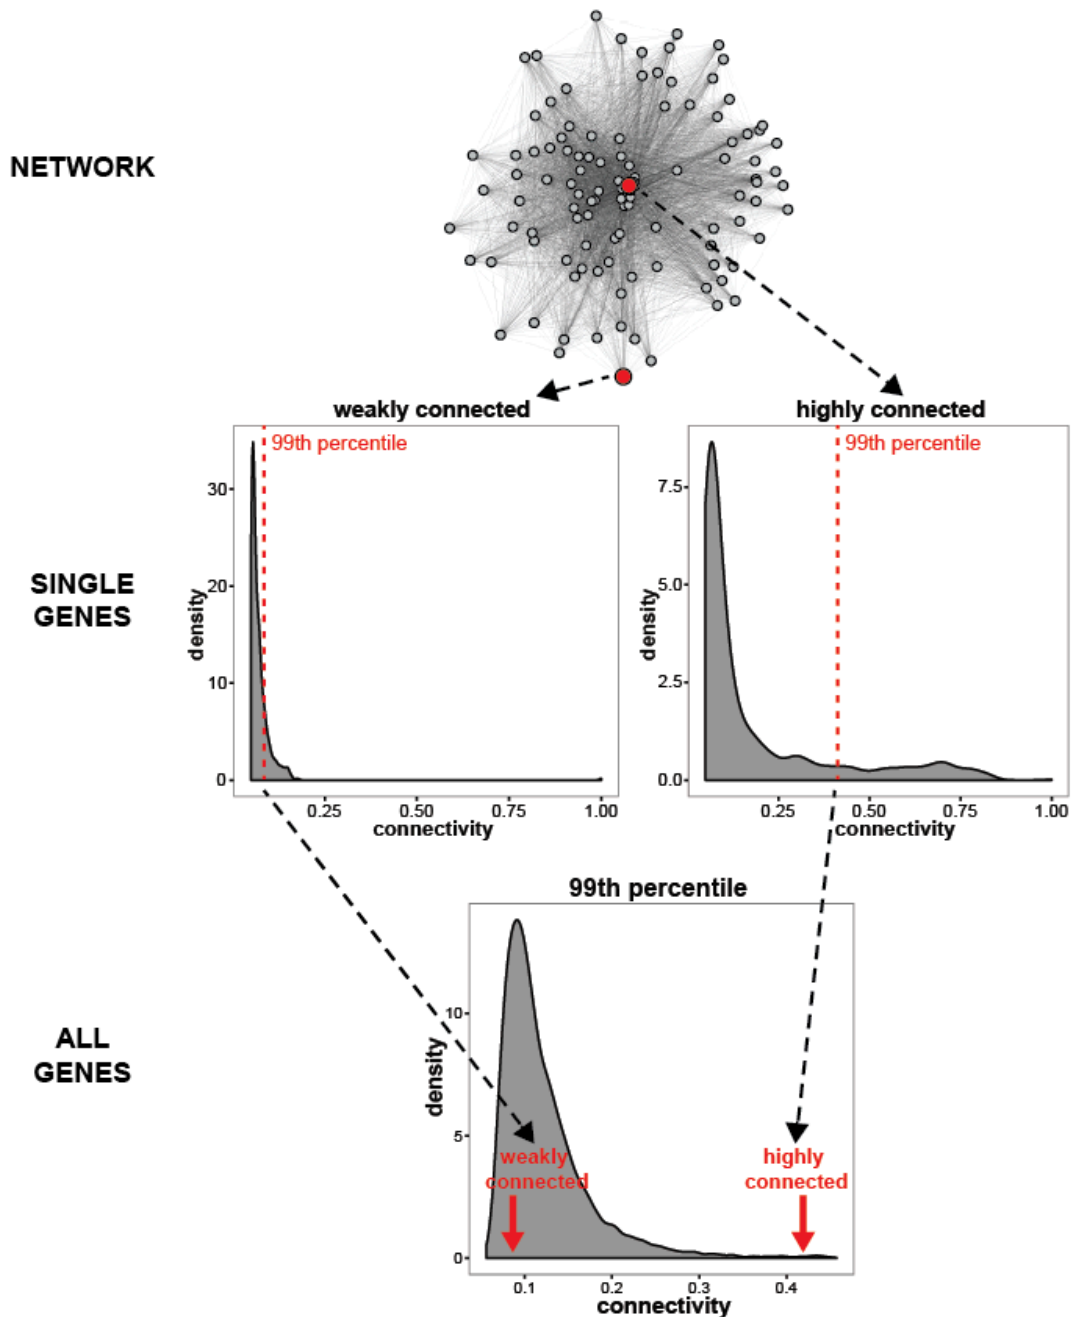 NETWORK
weakly connected
highly connected
99th percentile
99th percentile
SINGLE
GENES
density
30
20
10
0
0.25
0.50
0.75
1.00
connectivity
density
7.5
5.0
2.5
0.0
0.25
0.50
0.75
1.00
connectivity
99th percentile
ALL
GENES
density
10
5
0
weakly
connected
highly
connected
0.1
0.2
0.3
0.4
connectivity